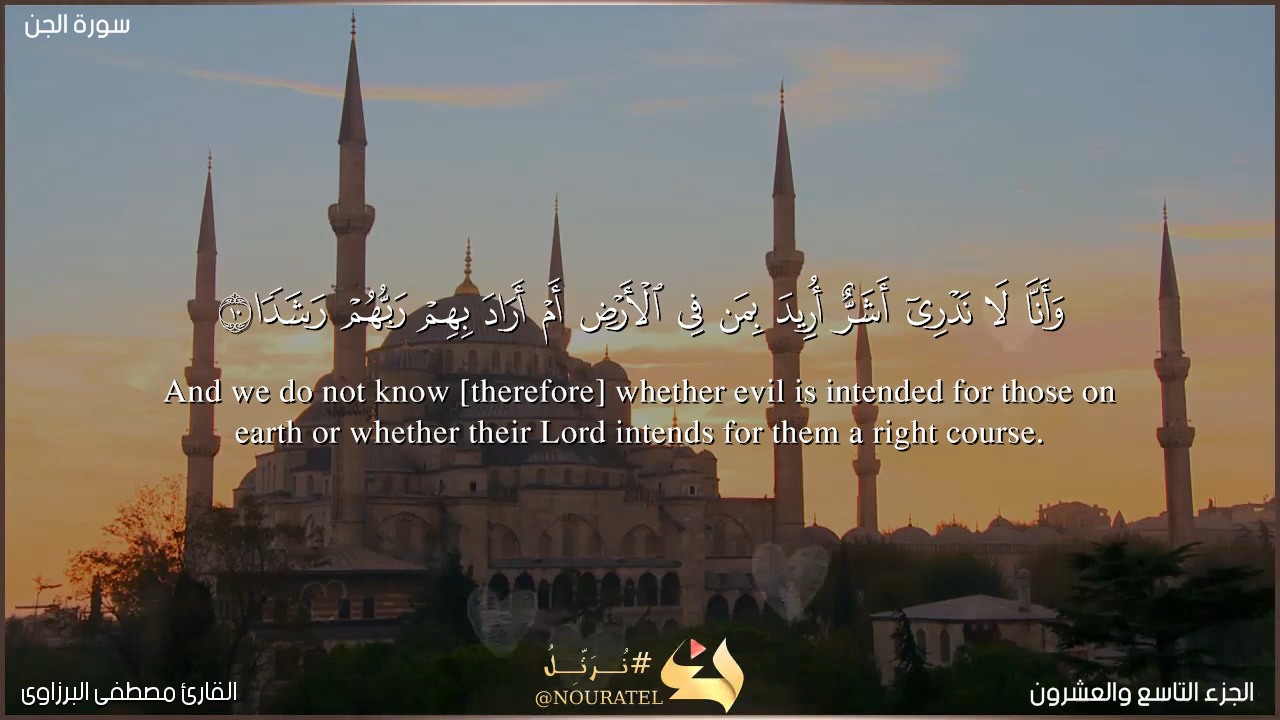 سورة الجن
وَأَنَّا لَا نَدْرِىٓ أَشَرٌّ أُرِيدَ بِمَن فِى ٱلْأَرْضِ أَمْ أَرَادَ بِهِمْ رَبُّهُمْ رَشَدًا ١٠
And we do not know [therefore] whether evil is intended for those on
earth or whether their Lord intends for them a right course.
#نُرَتِّلُ
@NOURATEL
القارئ مصطفى البرزاوى
الجزء التاسع والعشرون